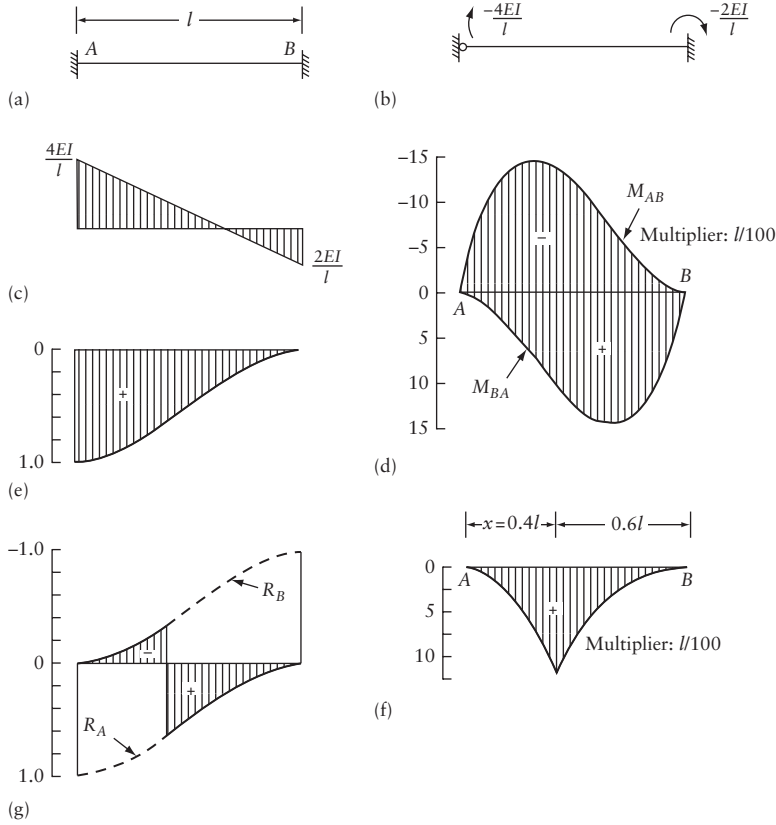 l
A
B
(a)
−4EI
l
−2EI
l
(b)
4EI
l
2EI
l
(c)
−15
−10
−5
0
5
10
15
M_AB
Multiplier: l/100
−
B
A
+
M_BA
(d)
0
+
1.0
(e)
x=0.4l
0.6l
0
5
10
A
B
+
Multiplier: l/100
(f)
−1.0
0
1.0
R_B
−
+
R_A
(g)